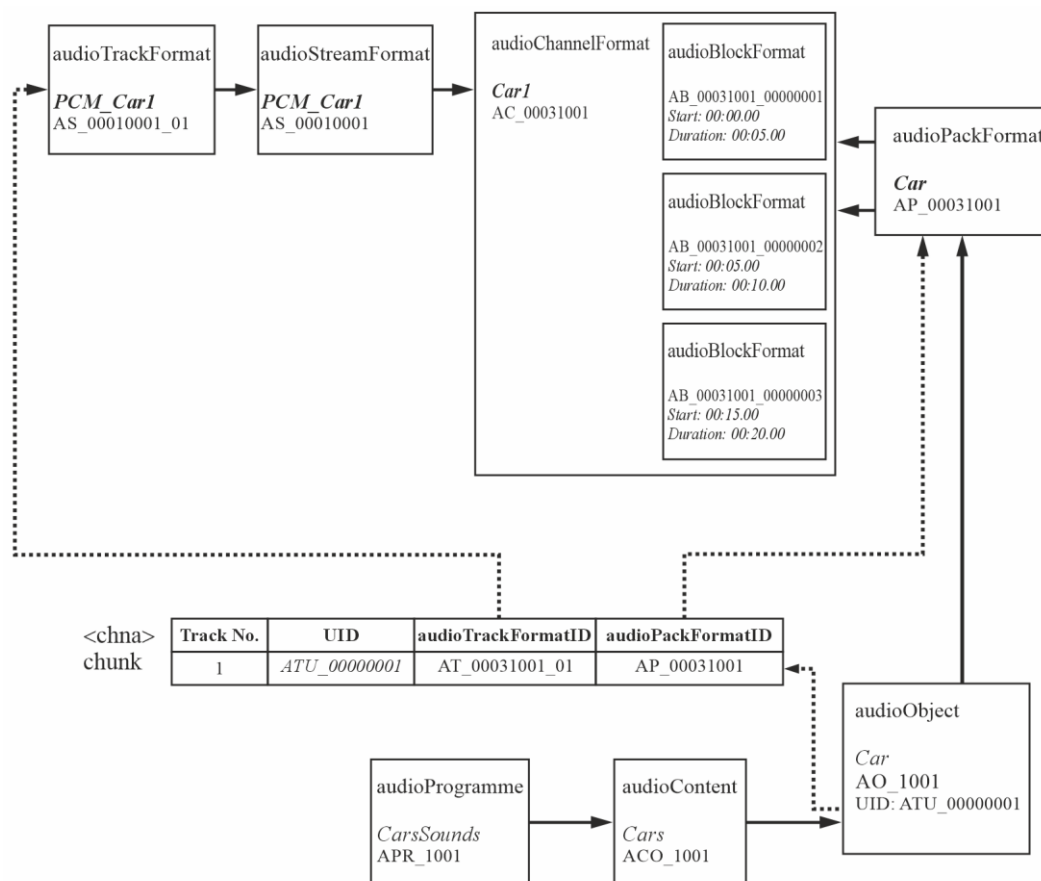 audioTrackFormat
PCM_Car1
AS_00010001_01
audioStreamFormat
PCM_Car1
AS_00010001
audioChannelFormat
Car1
AC_00031001
audioBlockFormat
AB_00031001_00000001
Start: 00:00.00
Duration: 00:05.00
audioBlockFormat
AB_00031001_00000002
Start: 00:05.00
Duration: 00:10.00
audioBlockFormat
AB_00031001_00000003
Start: 00:15.00
Duration: 00:20.00
audioPackFormat
Car
AP_00031001
<chna>
chunk
Track No. UID audioTrackFormatID audioPackFormatID
1 ATU_00000001 AT_00031001_01 AP_00031001
audioProgramme
CarsSounds
APR_1001
audioContent
Cars
ACO_1001
audioObject
Car
AO_1001
UID: ATU_00000001